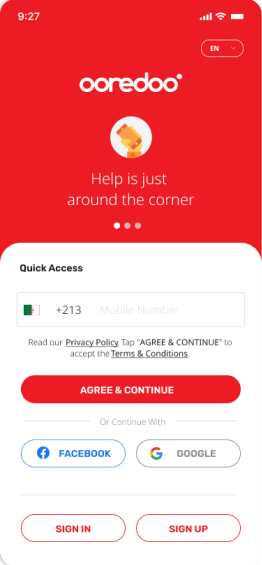 9:27
EN
ooredoo
Help is just
around the corner
Quick Access
+213 Mobile Number
Read our Privacy Policy. Tap "AGREE & CONTINUE" to
accept the Terms & Conditions.
AGREE & CONTINUE
Or Continue With
FACEBOOK
GOOGLE
SIGN IN
SIGN UP